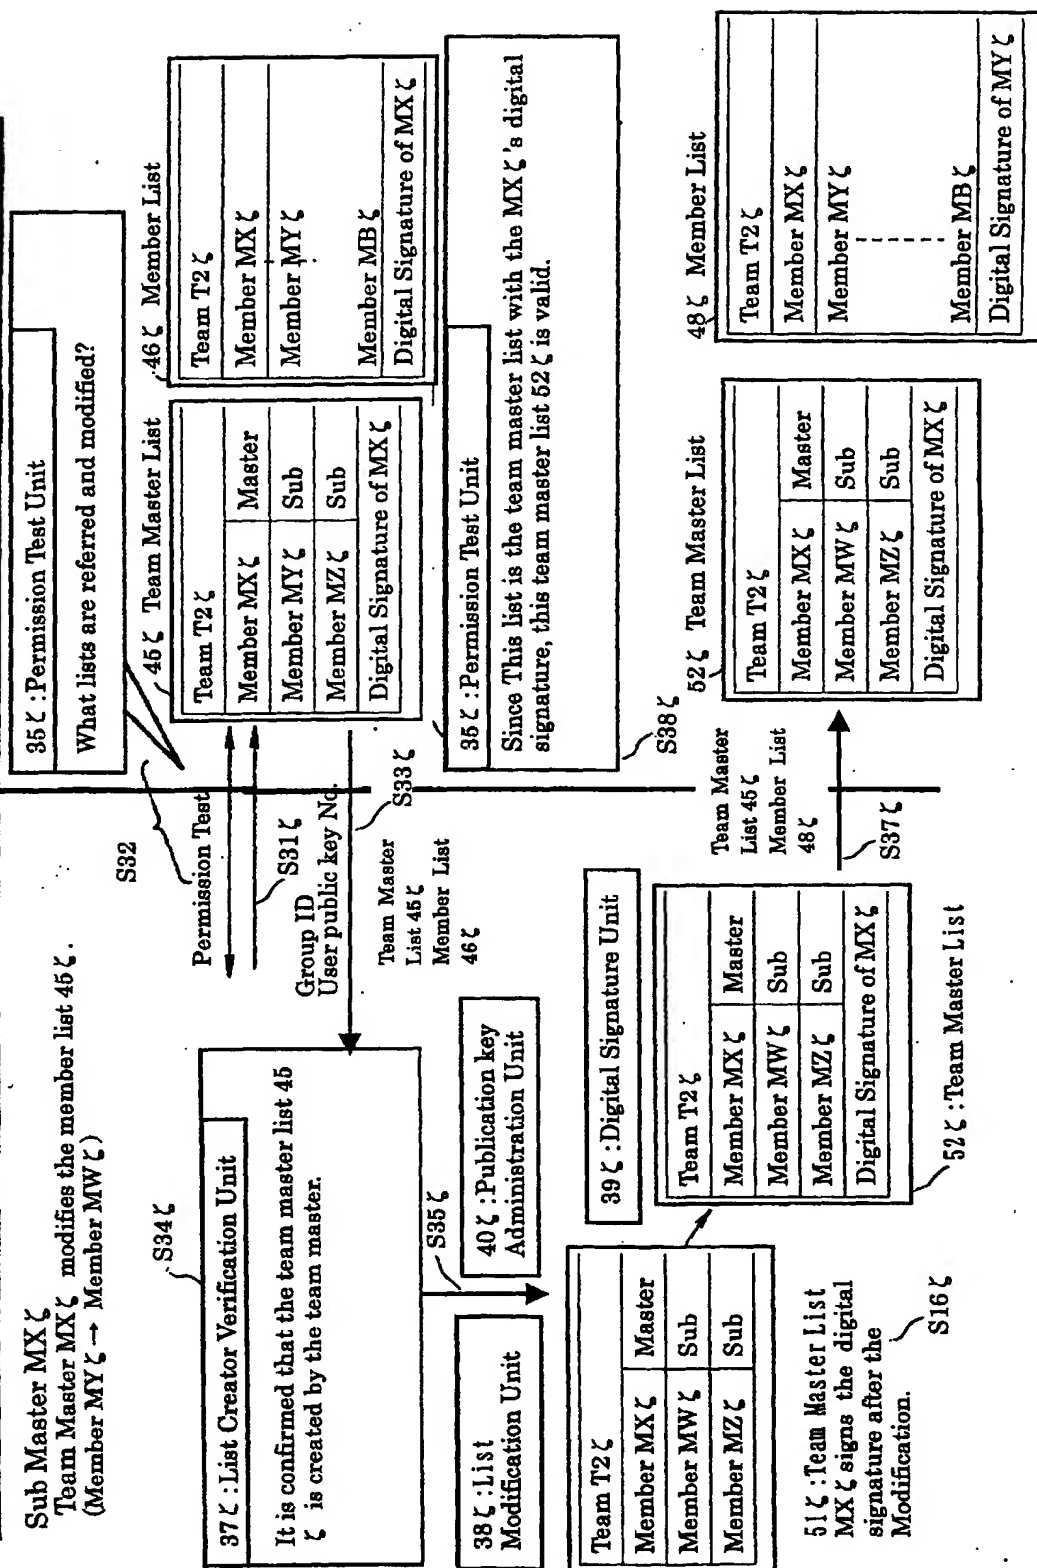 Sub Master MXζ
Team Master MXζ modifies the member list 45ζ.
(Member MYζ → Member MWζ)
S32
35ζ:Permission Test Unit
What lists are referred and modified?
Permission Test
S31ζ
Group ID
User public key No.
S33ζ
Team Master
List 45ζ
Member List
46ζ
45ζ Team Master List
Team T2ζ
Member MXζ Master
Member MYζ Sub
Member MZζ Sub
Digital Signature of MXζ
46ζ Member List
Team T2ζ
Member MXζ
Member MYζ
Member MBζ
Digital Signature of MXζ
S34ζ
37ζ:List Creator Verification Unit
It is confirmed that the team master list 45
ζ is created by the team master.
S35ζ
38ζ:List
Modification Unit
40ζ:Publication key
Administration Unit
39ζ:Digital Signature Unit
35ζ:Permission Test Unit
Since This list is the team master list with the MXζ's digital
signature, this team master list 52ζ is valid.
S38ζ
Team T2ζ
Member MXζ Master
Member MWζ Sub
Member MZζ Sub
51ζ:Team Master List
MXζ signs the digital
signature after the
Modification.
S16ζ
Team T2ζ
Member MXζ Master
Member MWζ Sub
Member MZζ Sub
Digital Signature of MXζ
52ζ:Team Master List
Team Master
List 45ζ
Member List
48ζ
S37ζ
52ζ Team Master List
Team T2ζ
Member MXζ Master
Member MWζ Sub
Member MZζ Sub
Digital Signature of MXζ
48ζ Member List
Team T2ζ
Member MXζ
Member MYζ
Member MBζ
Digital Signature of MYζ